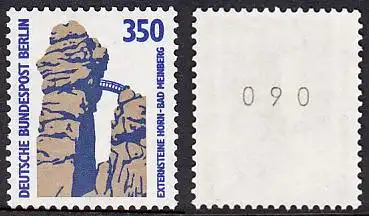 DEUTSCHE BUNDESPOST BERLIN
350
EXTERNSTEINE HORN-BAD MEINBERG
090